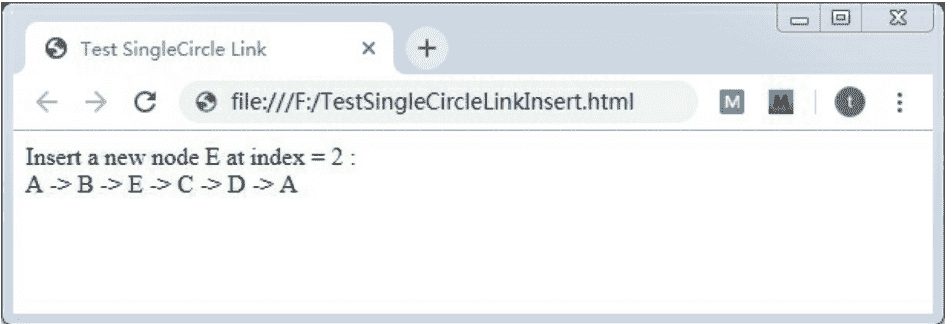 Test SingleCircle Link
file:///F:/TestSingleCircleLinkInsert.html
M
M
t
Insert a new node E at index = 2 :
A -> B -> E -> C -> D -> A